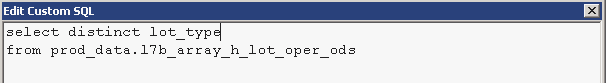 Edit Custom SQL
select distinct lot_type
from prod_data.l7b_array_h_lot_oper_ods